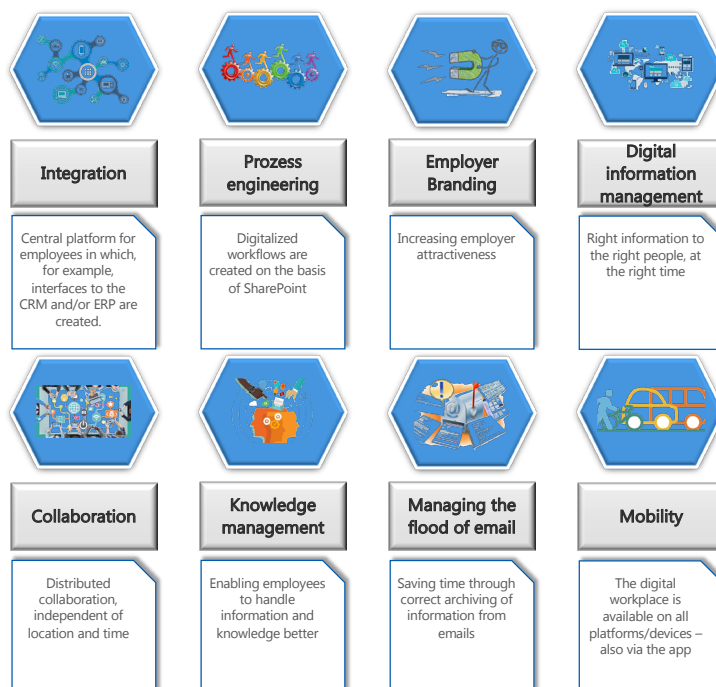 Integration
Prozess
engineering
Employer
Branding
Digital
information
management
Central platform for
employees in which,
for example,
interfaces to the
CRM and/or ERP are
created.
Digitalized
workflows are
created on the basis
of SharePoint
Increasing employer
attractiveness
Right information to
the right people, at
the right time
Collaboration
Knowledge
management
Managing the
flood of email
Mobility
Distributed
collaboration,
independent of
location and time
Enabling employees
to handle
information and
knowledge better
Saving time through
correct archiving of
information from
emails
The digital
workplace is
available on all
platforms/devices –
also via the app